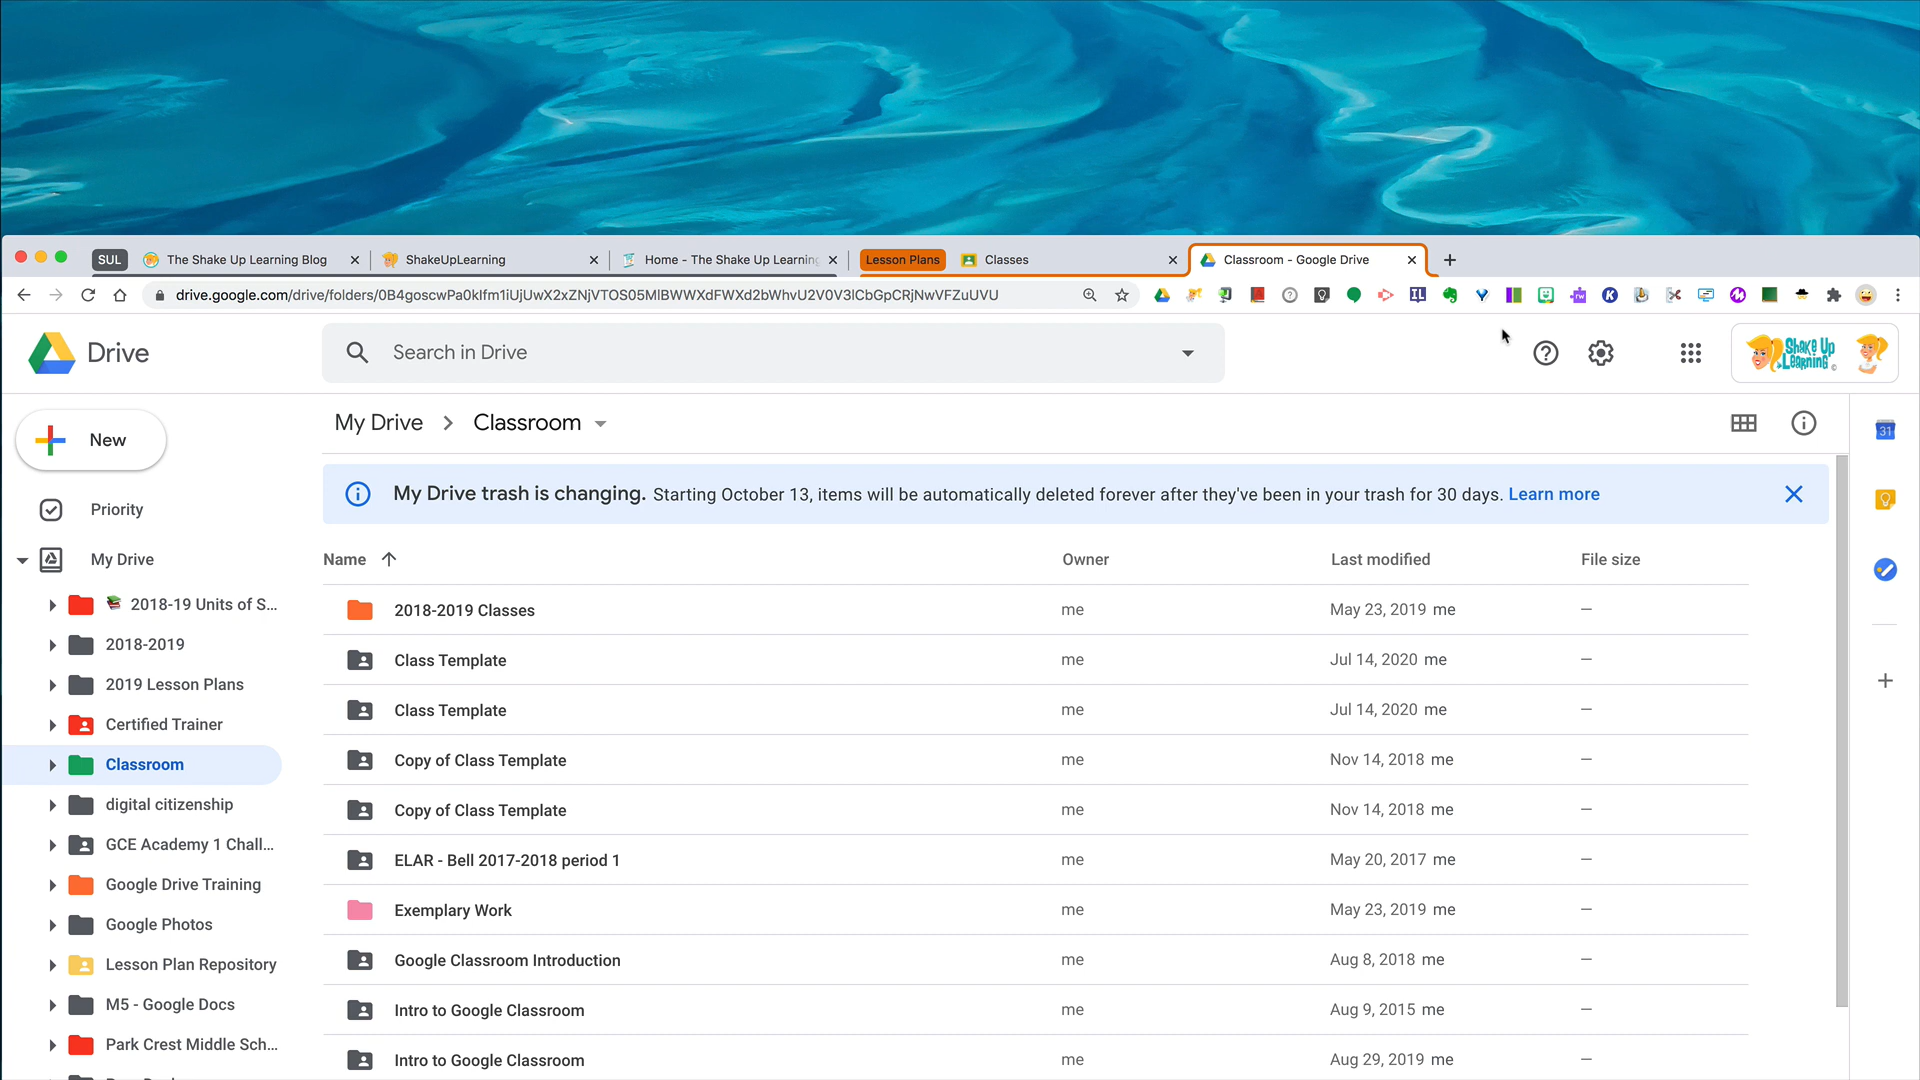 SUL
The Shake Up Learning Blog
ShakeUpLearning
Home - The Shake Up Learning
Lesson Plans
Classes
Classroom - Google Drive
drive.google.com/drive/folders/0B4goscwPa0klfm1iUjUwX2xZNjVTOS05MlBWWXdFWXd2bWhvU2V0V3lCbGpCRjNwVFZuUVU
Drive
Search in Drive
Shake Up
Learning
New
My Drive
Classroom
31
My Drive trash is changing. Starting October 13, items will be automatically deleted forever after they've been in your trash for 30 days. Learn more
Priority
My Drive
2018-19 Units of S...
2018-2019
2019 Lesson Plans
Certified Trainer
Classroom
digital citizenship
GCE Academy 1 Chall...
Google Drive Training
Google Photos
Lesson Plan Repository
M5 - Google Docs
Park Crest Middle Sch...
Name Owner Last modified File size
2018-2019 Classes me May 23, 2019 me —
Class Template me Jul 14, 2020 me —
Class Template me Jul 14, 2020 me —
Copy of Class Template me Nov 14, 2018 me —
Copy of Class Template me Nov 14, 2018 me —
ELAR - Bell 2017-2018 period 1 me May 20, 2017 me —
Exemplary Work me May 23, 2019 me —
Google Classroom Introduction me Aug 8, 2018 me —
Intro to Google Classroom me Aug 9, 2015 me —
Intro to Google Classroom me Aug 29, 2019 me —